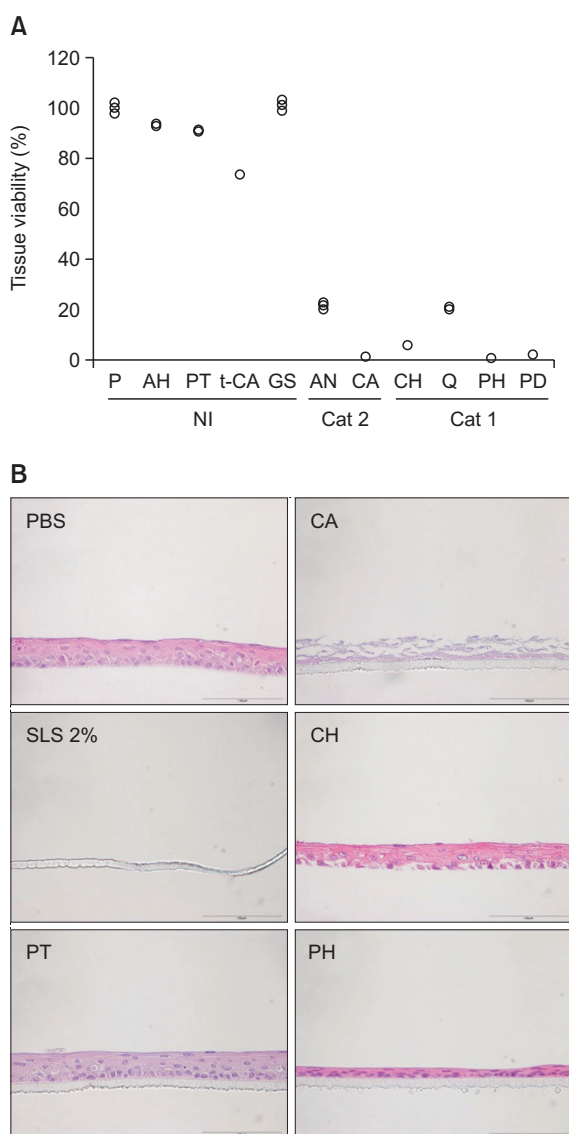 A
120
100
80
60
40
20
0
Tissue viability (%)
P AH PT t-CA GS AN CA CH Q PH PD
NI Cat 2 Cat 1
B
PBS CA
SLS 2% CH
PT PH